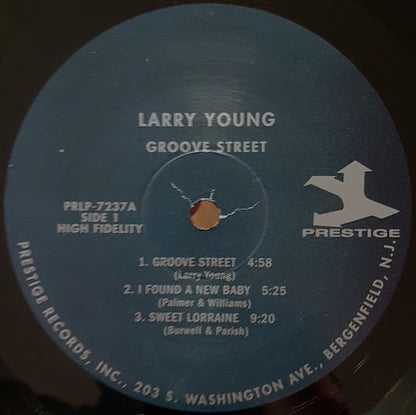 LARRY YOUNG
GROOVE STREET
PRLP-7237A
SIDE 1
HIGH FIDELITY
PRESTIGE
1. GROOVE STREET 4:58
(Larry Young)
2. I FOUND A NEW BABY 5:25
(Palmer & Williams)
3. SWEET LORRAINE 9:20
(Burwell & Parish)
PRESTIGE RECORDS, INC., 203 S. WASHINGTON AVE., BERGENFIELD, N.J.